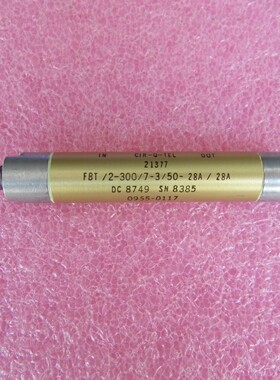 IN CIR-Q-TEL OUT
21377
FBT /2-300/7-3/50- 28A / 28A
DC 8749 SN 8385
0955-0117